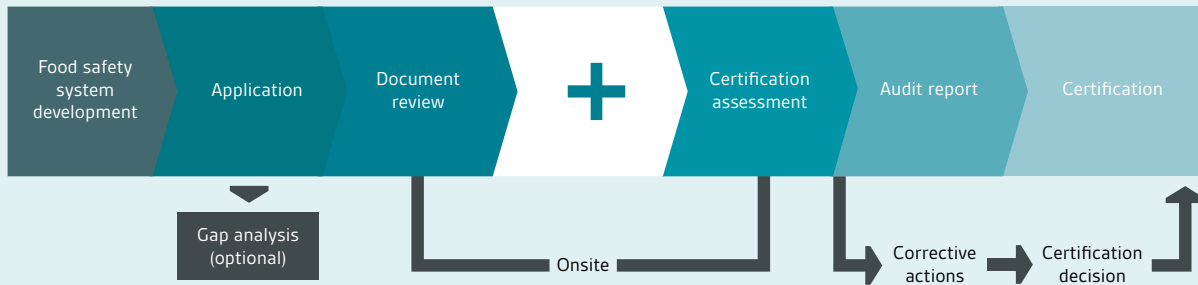 Food safety
system
development
Application
Document
review
+
Certification
assessment
Audit report
Certification
Gap analysis
(optional)
Onsite
Corrective
actions
Certification
decision